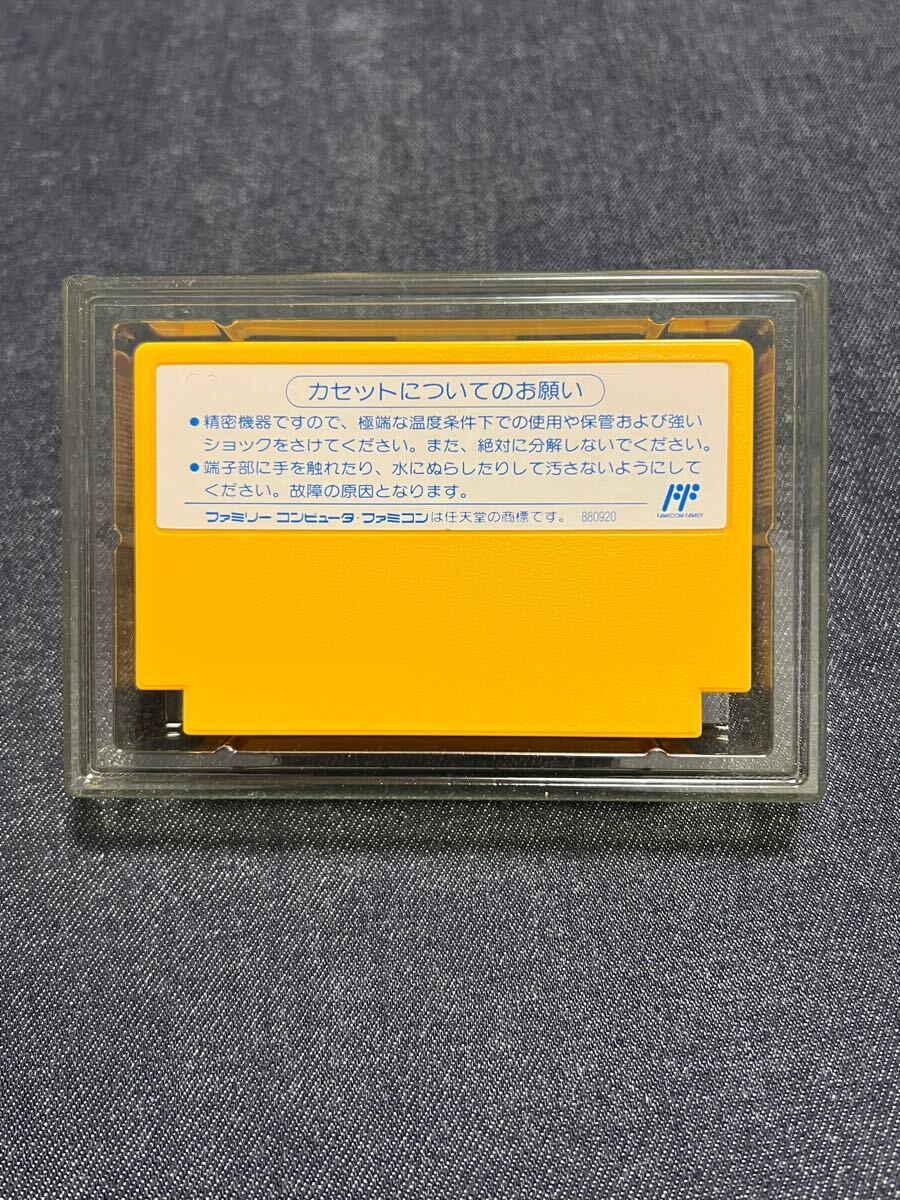 カセットについてのお願い
●精密機器ですので、極端な温度条件下での使用や保管および強い
ショックをさけてください。また、絶対に分解しないでください。
●端子部に手を触れたり、水にぬらしたりして汚さないようにして
ください。故障の原因となります。
FAMICOM FAMILY
ファミリー コンピュータ・ファミコンは任天堂の商標です。 880920